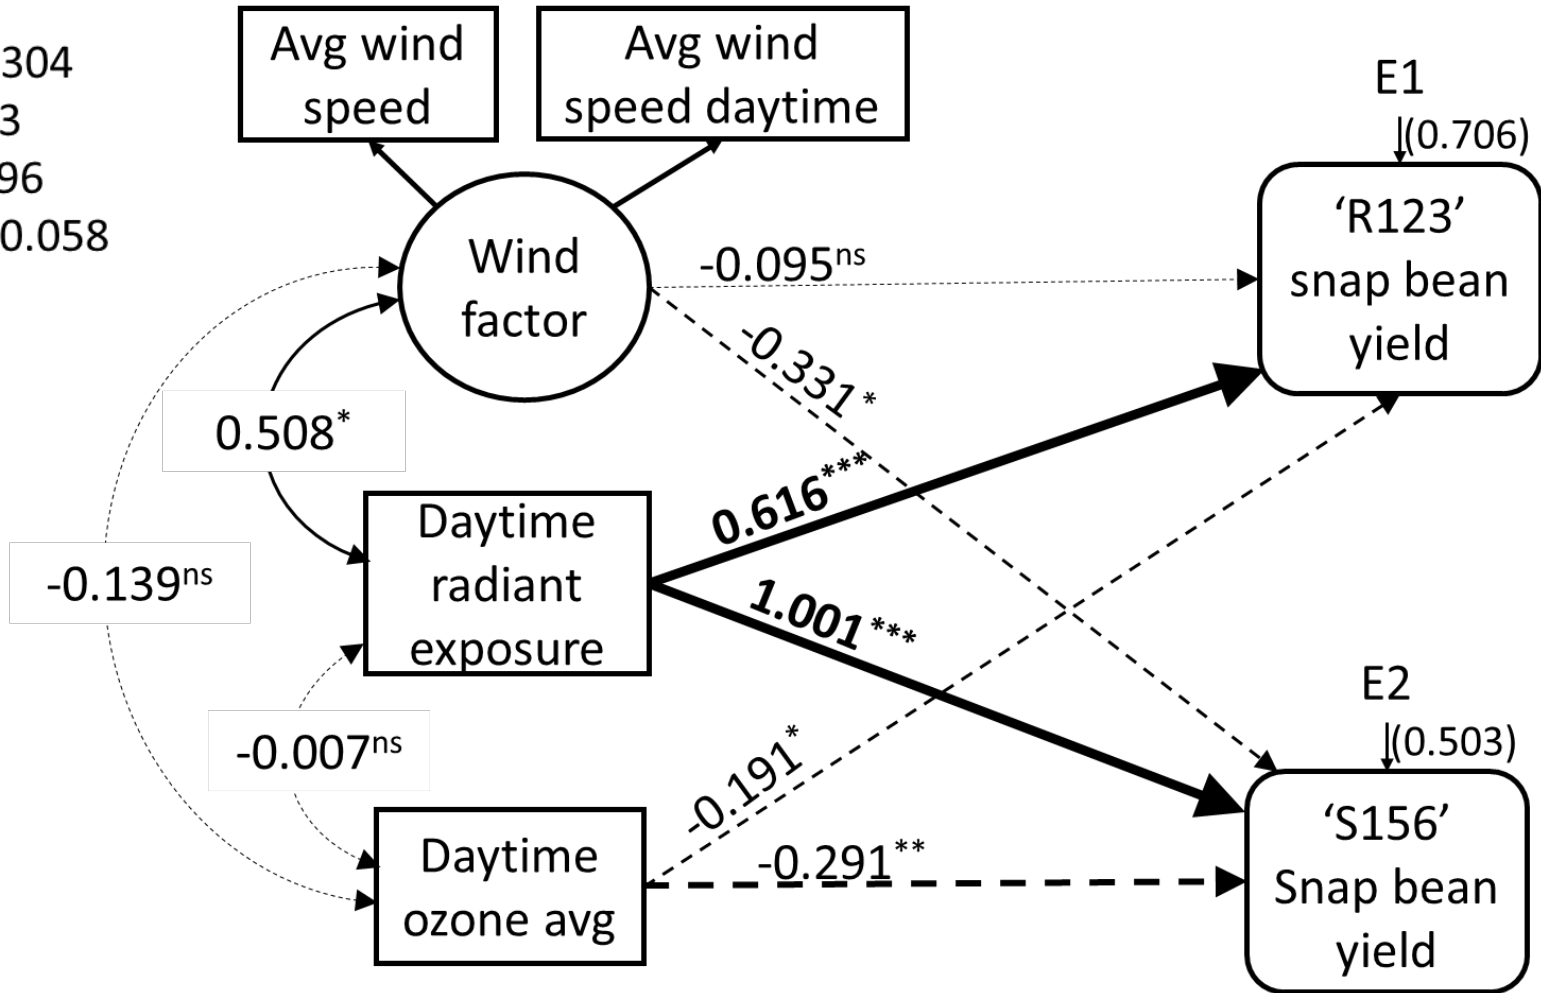 304
3
96
0.058
Avg wind
speed
Avg wind
speed daytime
E1
(0.706)
‘R123’
snap bean
yield
Wind
factor
-0.095ns
-0.331*
0.508*
0.616***
Daytime
radiant
exposure
-0.139ns
1.001***
-0.007ns
-0.191*
-0.291**
E2
(0.503)
Daytime
ozone avg
‘S156’
Snap bean
yield